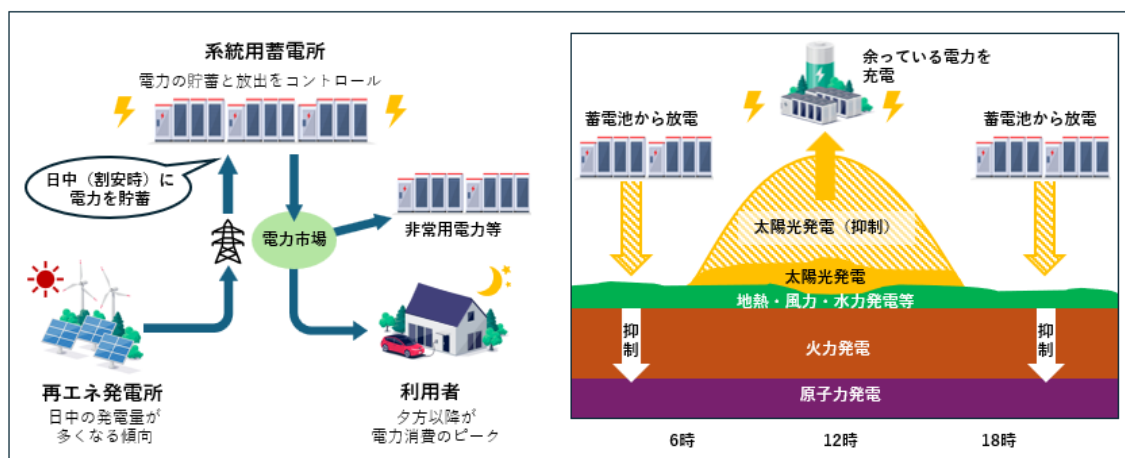 系統用蓄電所
電力の貯蓄と放出をコントロール
日中（割安時）に
電力を貯蓄
電力市場
非常用電力等
再エネ発電所
日中の発電量が
多くなる傾向
利用者
夕方以降が
電力消費のピーク
余っている電力を
充電
蓄電池から放電
蓄電池から放電
太陽光発電（抑制）
太陽光発電
地熱・風力・水力発電等
抑制
火力発電
抑制
原子力発電
6時
12時
18時